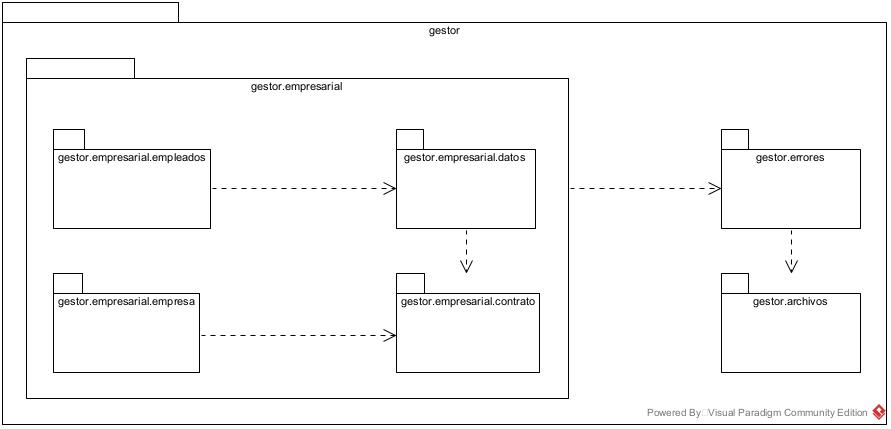 gestor
gestor.empresarial
gestor.empresarial.empleados
gestor.empresarial.datos
gestor.errores
gestor.empresarial.empresa
gestor.empresarial.contrato
gestor.archivos
Powered By Visual Paradigm Community Edition